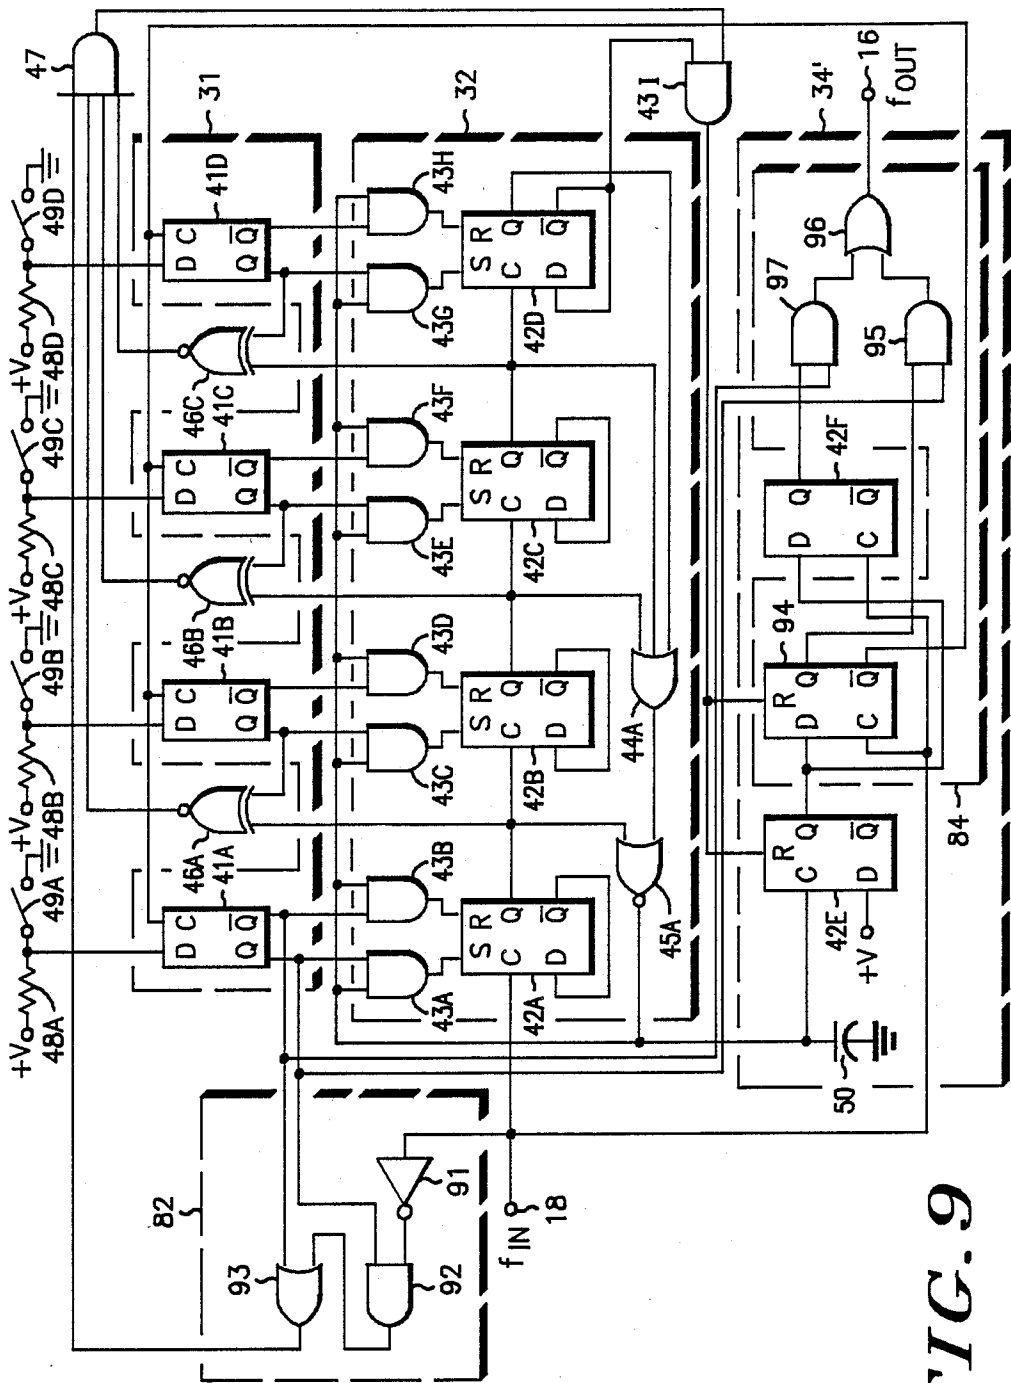 +V 48A 49A +V 48B 49B +V 48C 49C +V 48D 49D 47
82
46A 46B 46C 31
41A 41B 41C 41D
D C D C D C D C
Q Q̅ Q Q̅ Q Q̅ Q Q̅
93
92 91
43A 43B 43C 43D 43E 43F 43G 43H
32
S R S R S R S R
C Q C Q C Q C Q
D Q̅ D Q̅ D Q̅ D Q̅
42A 42B 42C 42D
fIN 18
44A
45A
43I
34'
C R
Q
D Q̅
42E
+V
50
R
D Q
C Q̅
94
D Q
C Q̅
42F
97
95
96
16
fOUT
84
FIG. 9